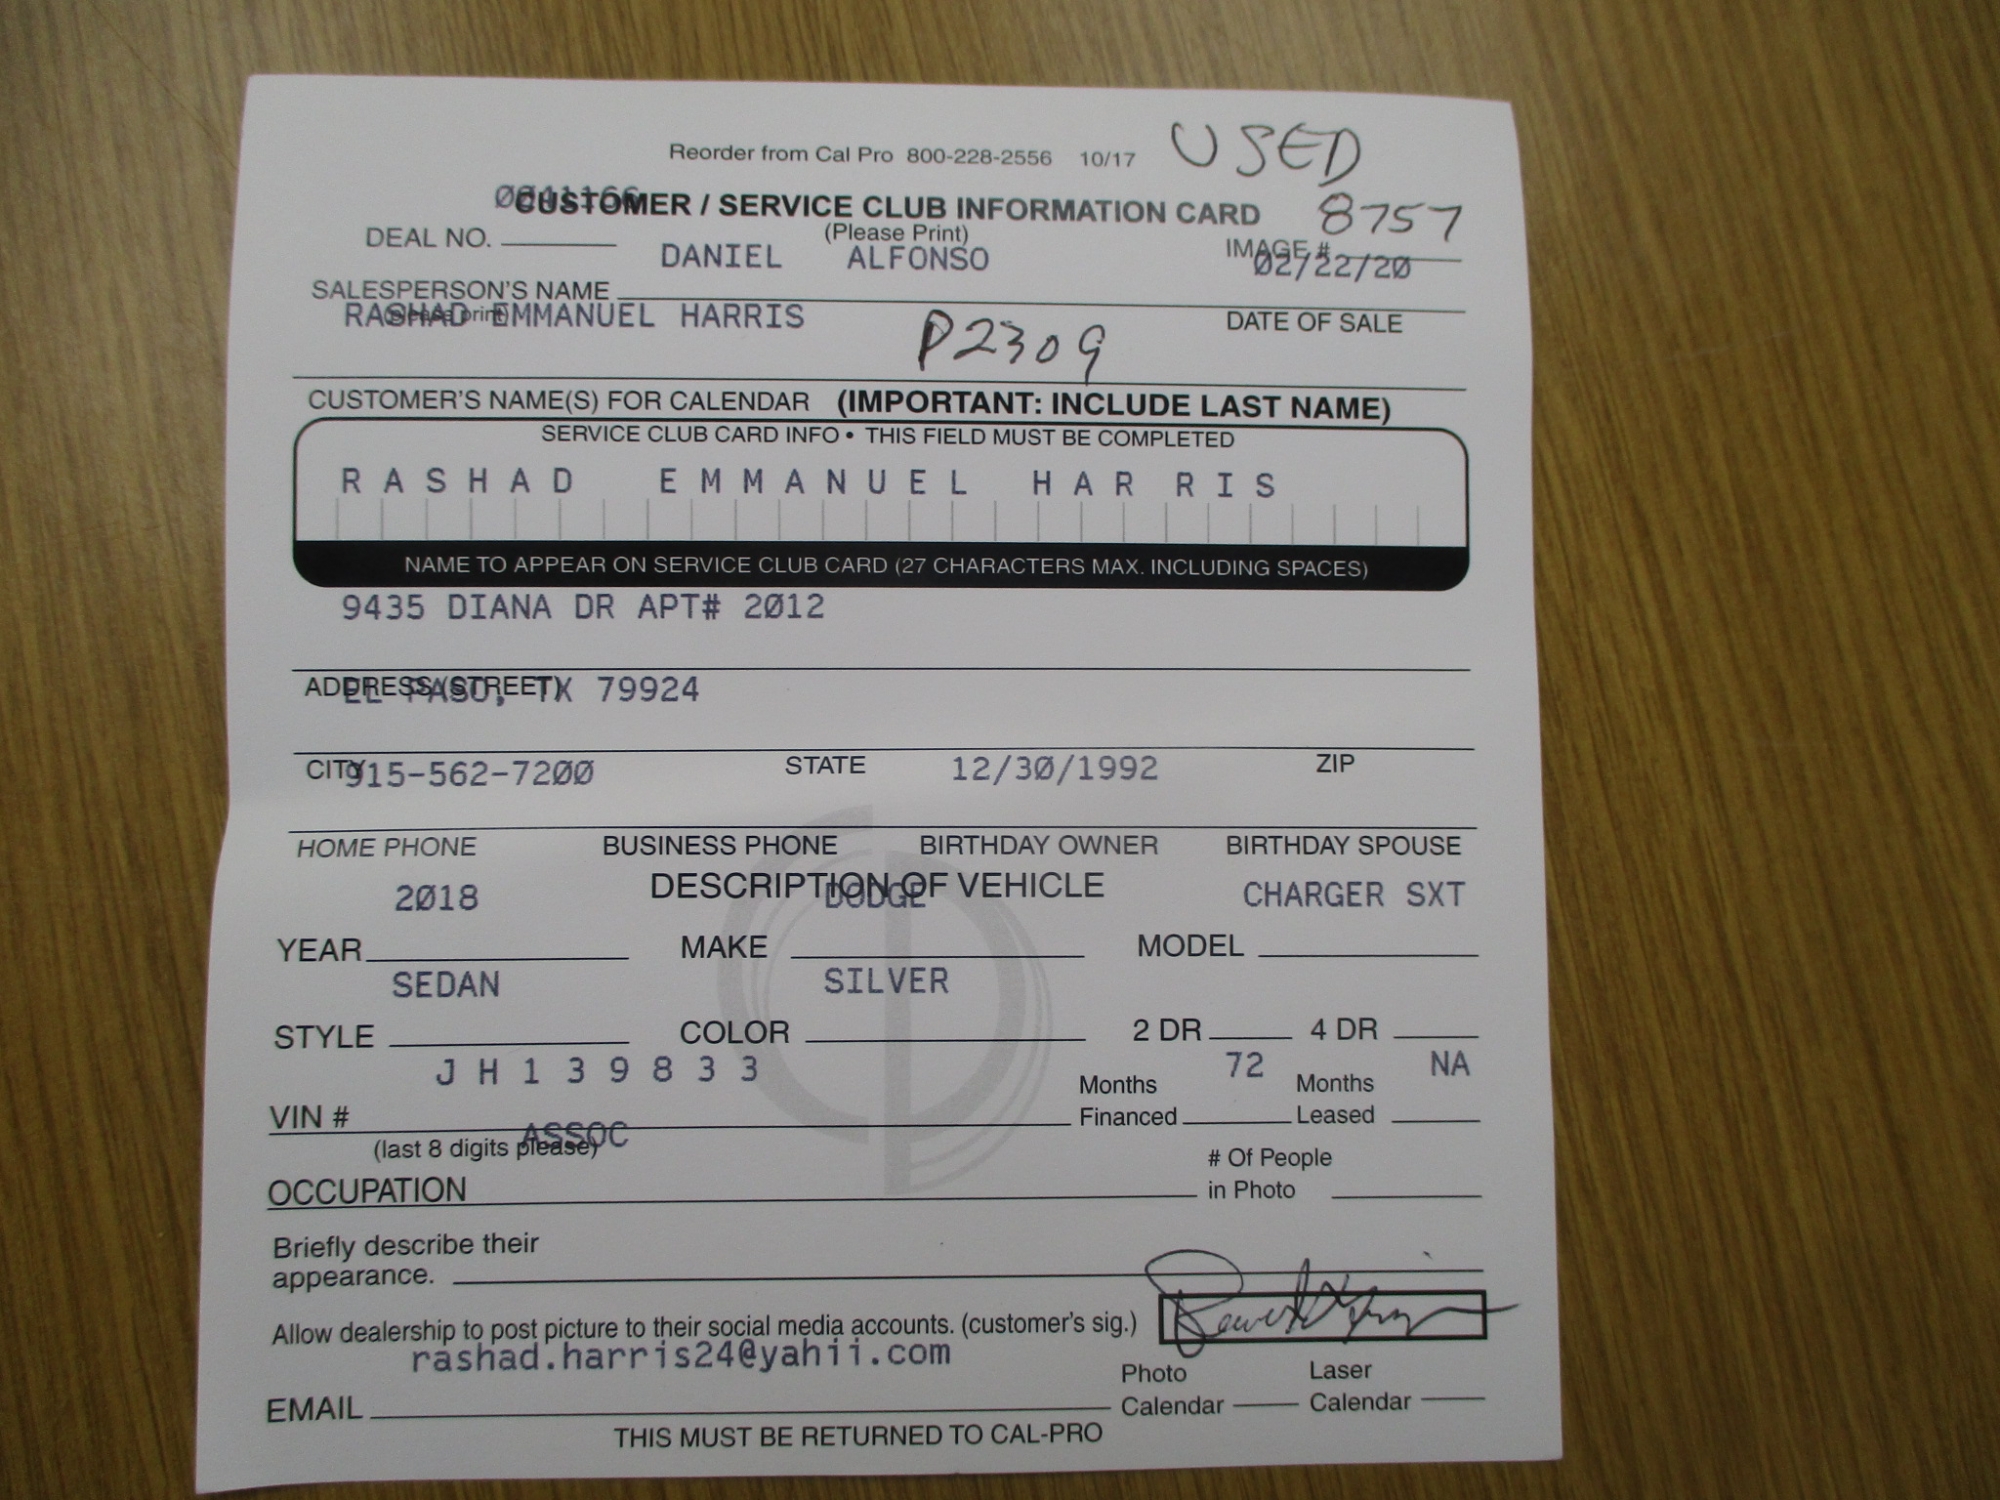 Reorder from Cal Pro 800-228-2556 10/17 USED
CUSTOMER / SERVICE CLUB INFORMATION CARD 8757
(Please Print)
DEAL NO.
DANIEL ALFONSO
IMAGE #
02/22/20
SALESPERSON'S NAME
(please print)
RASHAD EMMANUEL HARRIS
P2309
DATE OF SALE
CUSTOMER'S NAME(S) FOR CALENDAR (IMPORTANT: INCLUDE LAST NAME)
SERVICE CLUB CARD INFO • THIS FIELD MUST BE COMPLETED
RASHAD EMMANUEL HARRIS
NAME TO APPEAR ON SERVICE CLUB CARD (27 CHARACTERS MAX. INCLUDING SPACES)
9435 DIANA DR APT# 2012
ADDRESS (STREET)
EL PASO, TX 79924
CITY STATE ZIP
915-562-7200 12/30/1992
HOME PHONE BUSINESS PHONE BIRTHDAY OWNER BIRTHDAY SPOUSE
DESCRIPTION OF VEHICLE
2018 DODGE CHARGER SXT
YEAR MAKE MODEL
SEDAN SILVER
STYLE COLOR 2 DR 4 DR
JH139833 72 NA
VIN # Months Financed Months Leased
(last 8 digits please)
ASSOC
OCCUPATION # Of People in Photo
Briefly describe their
appearance.
Allow dealership to post picture to their social media accounts. (customer's sig.)
rashad.harris24@yahii.com
EMAIL Photo Calendar Laser Calendar
THIS MUST BE RETURNED TO CAL-PRO